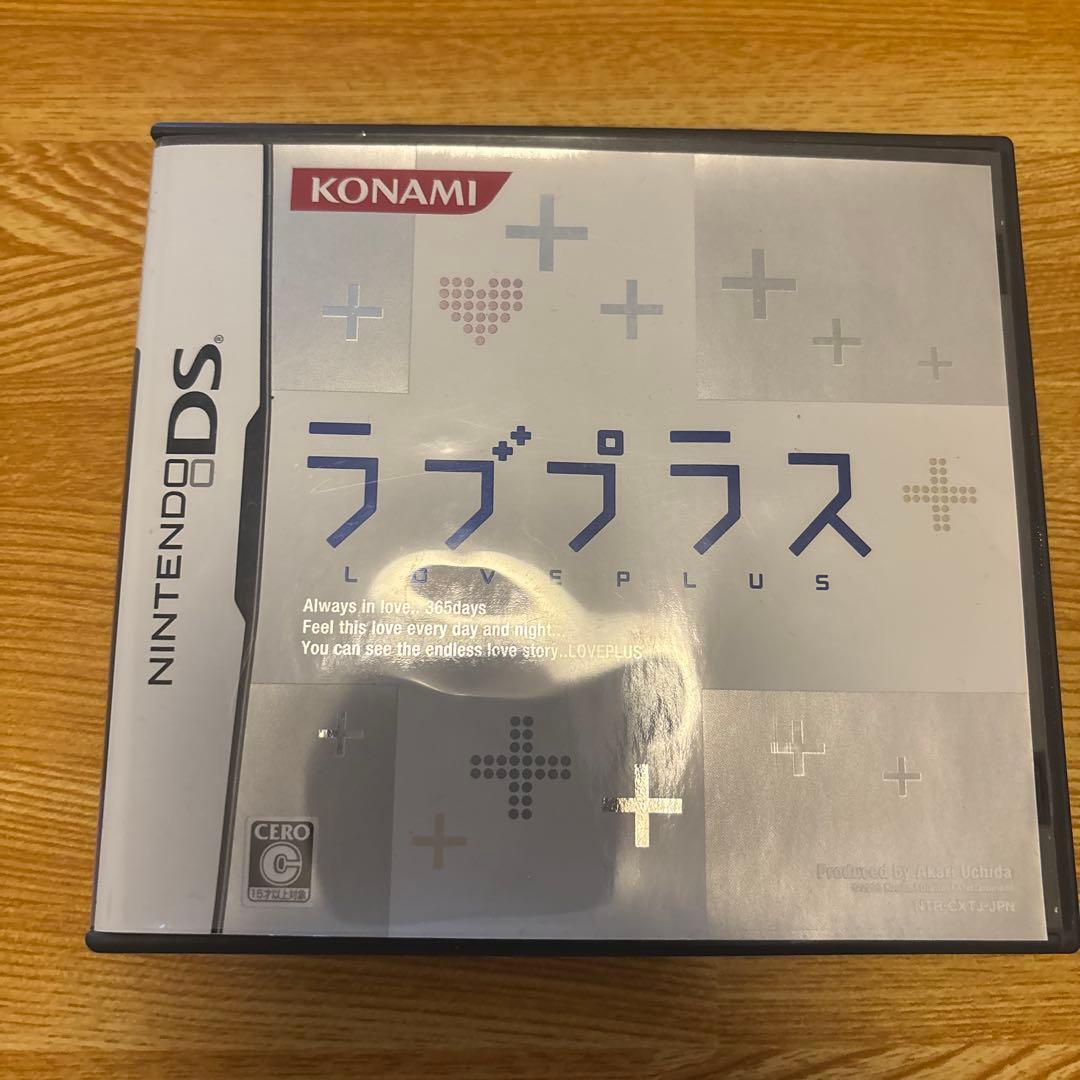 NINTENDO DS®
KONAMI
ラブプラス
LOVEPLUS
Always in love.. 365days
Feel this love every day and night...
You can see the endless love story..LOVEPLUS
CERO
C
15才以上対象
Produced by Akari Uchida
NTR-CXTJ-JPN